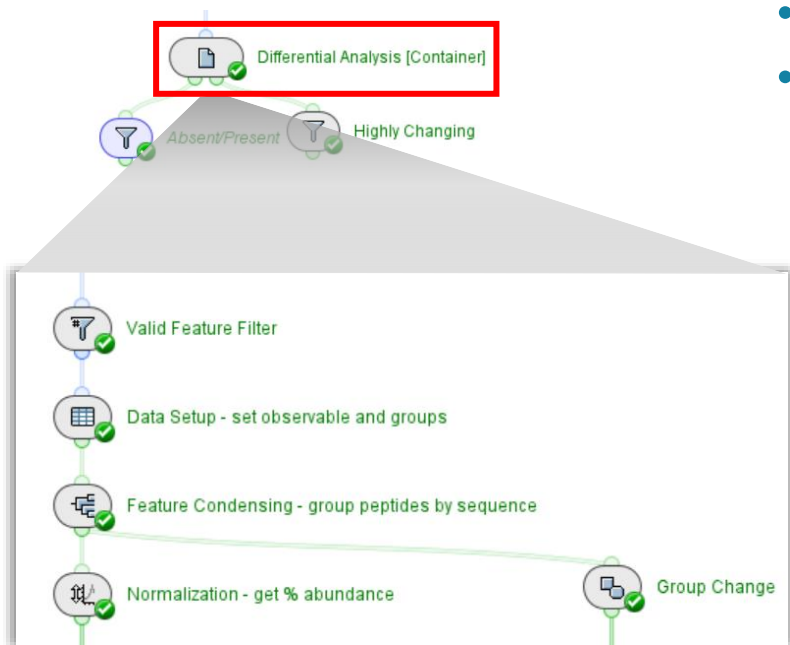 Differential Analysis [Container]
Absent/Present
Highly Changing
Valid Feature Filter
Data Setup - set observable and groups
Feature Condensing - group peptides by sequence
Normalization - get % abundance
Group Change